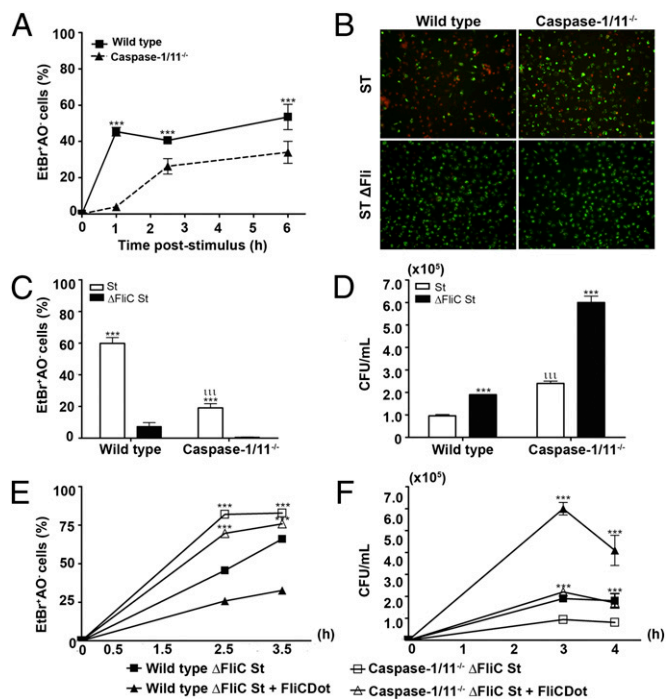 A
Wild type
Caspase-1/11-/-
EtBr+AO- cells (%)
100
80
60
40
20
0
***
***
***
0 1 2 3 4 5 6
Time post-stimulus (h)
B
Wild type Caspase-1/11-/-
ST
ST ΔFli
C
St
ΔFliC St
EtBr+AO- cells (%)
100
80
60
40
20
0
***
ɩɩɩ
***
Wild type Caspase-1/11-/-
D
(x10⁵)
St
ΔFliC St
CFU/mL
7.0
6.0
5.0
4.0
3.0
2.0
1.0
0
***
ɩɩɩ
***
Wild type Caspase-1/11-/-
E
EtBr+AO- cells (%)
100
75
50
25
*** ***
*** ***
0 0.5 1.5 2.5 3.5 (h)
F
(x10⁵)
CFU/mL
7.0
6.0
5.0
4.0
3.0
2.0
1.0
***
***
*** ***
0 1 2 3 4 (h)
Wild type ΔFliC St
Wild type ΔFliC St + FliCDot
Caspase-1/11-/- ΔFliC St
Caspase-1/11-/- ΔFliC St + FliCDot